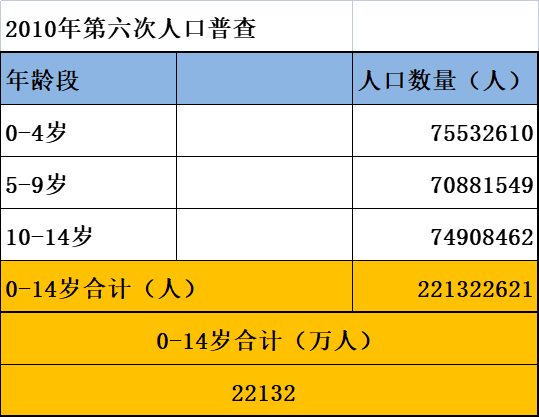 2010年第六次人口普查
年龄段 人口数量（人）
0-4岁 75532610
5-9岁 70881549
10-14岁 74908462
0-14岁合计（人） 221322621
0-14岁合计（万人）
22132